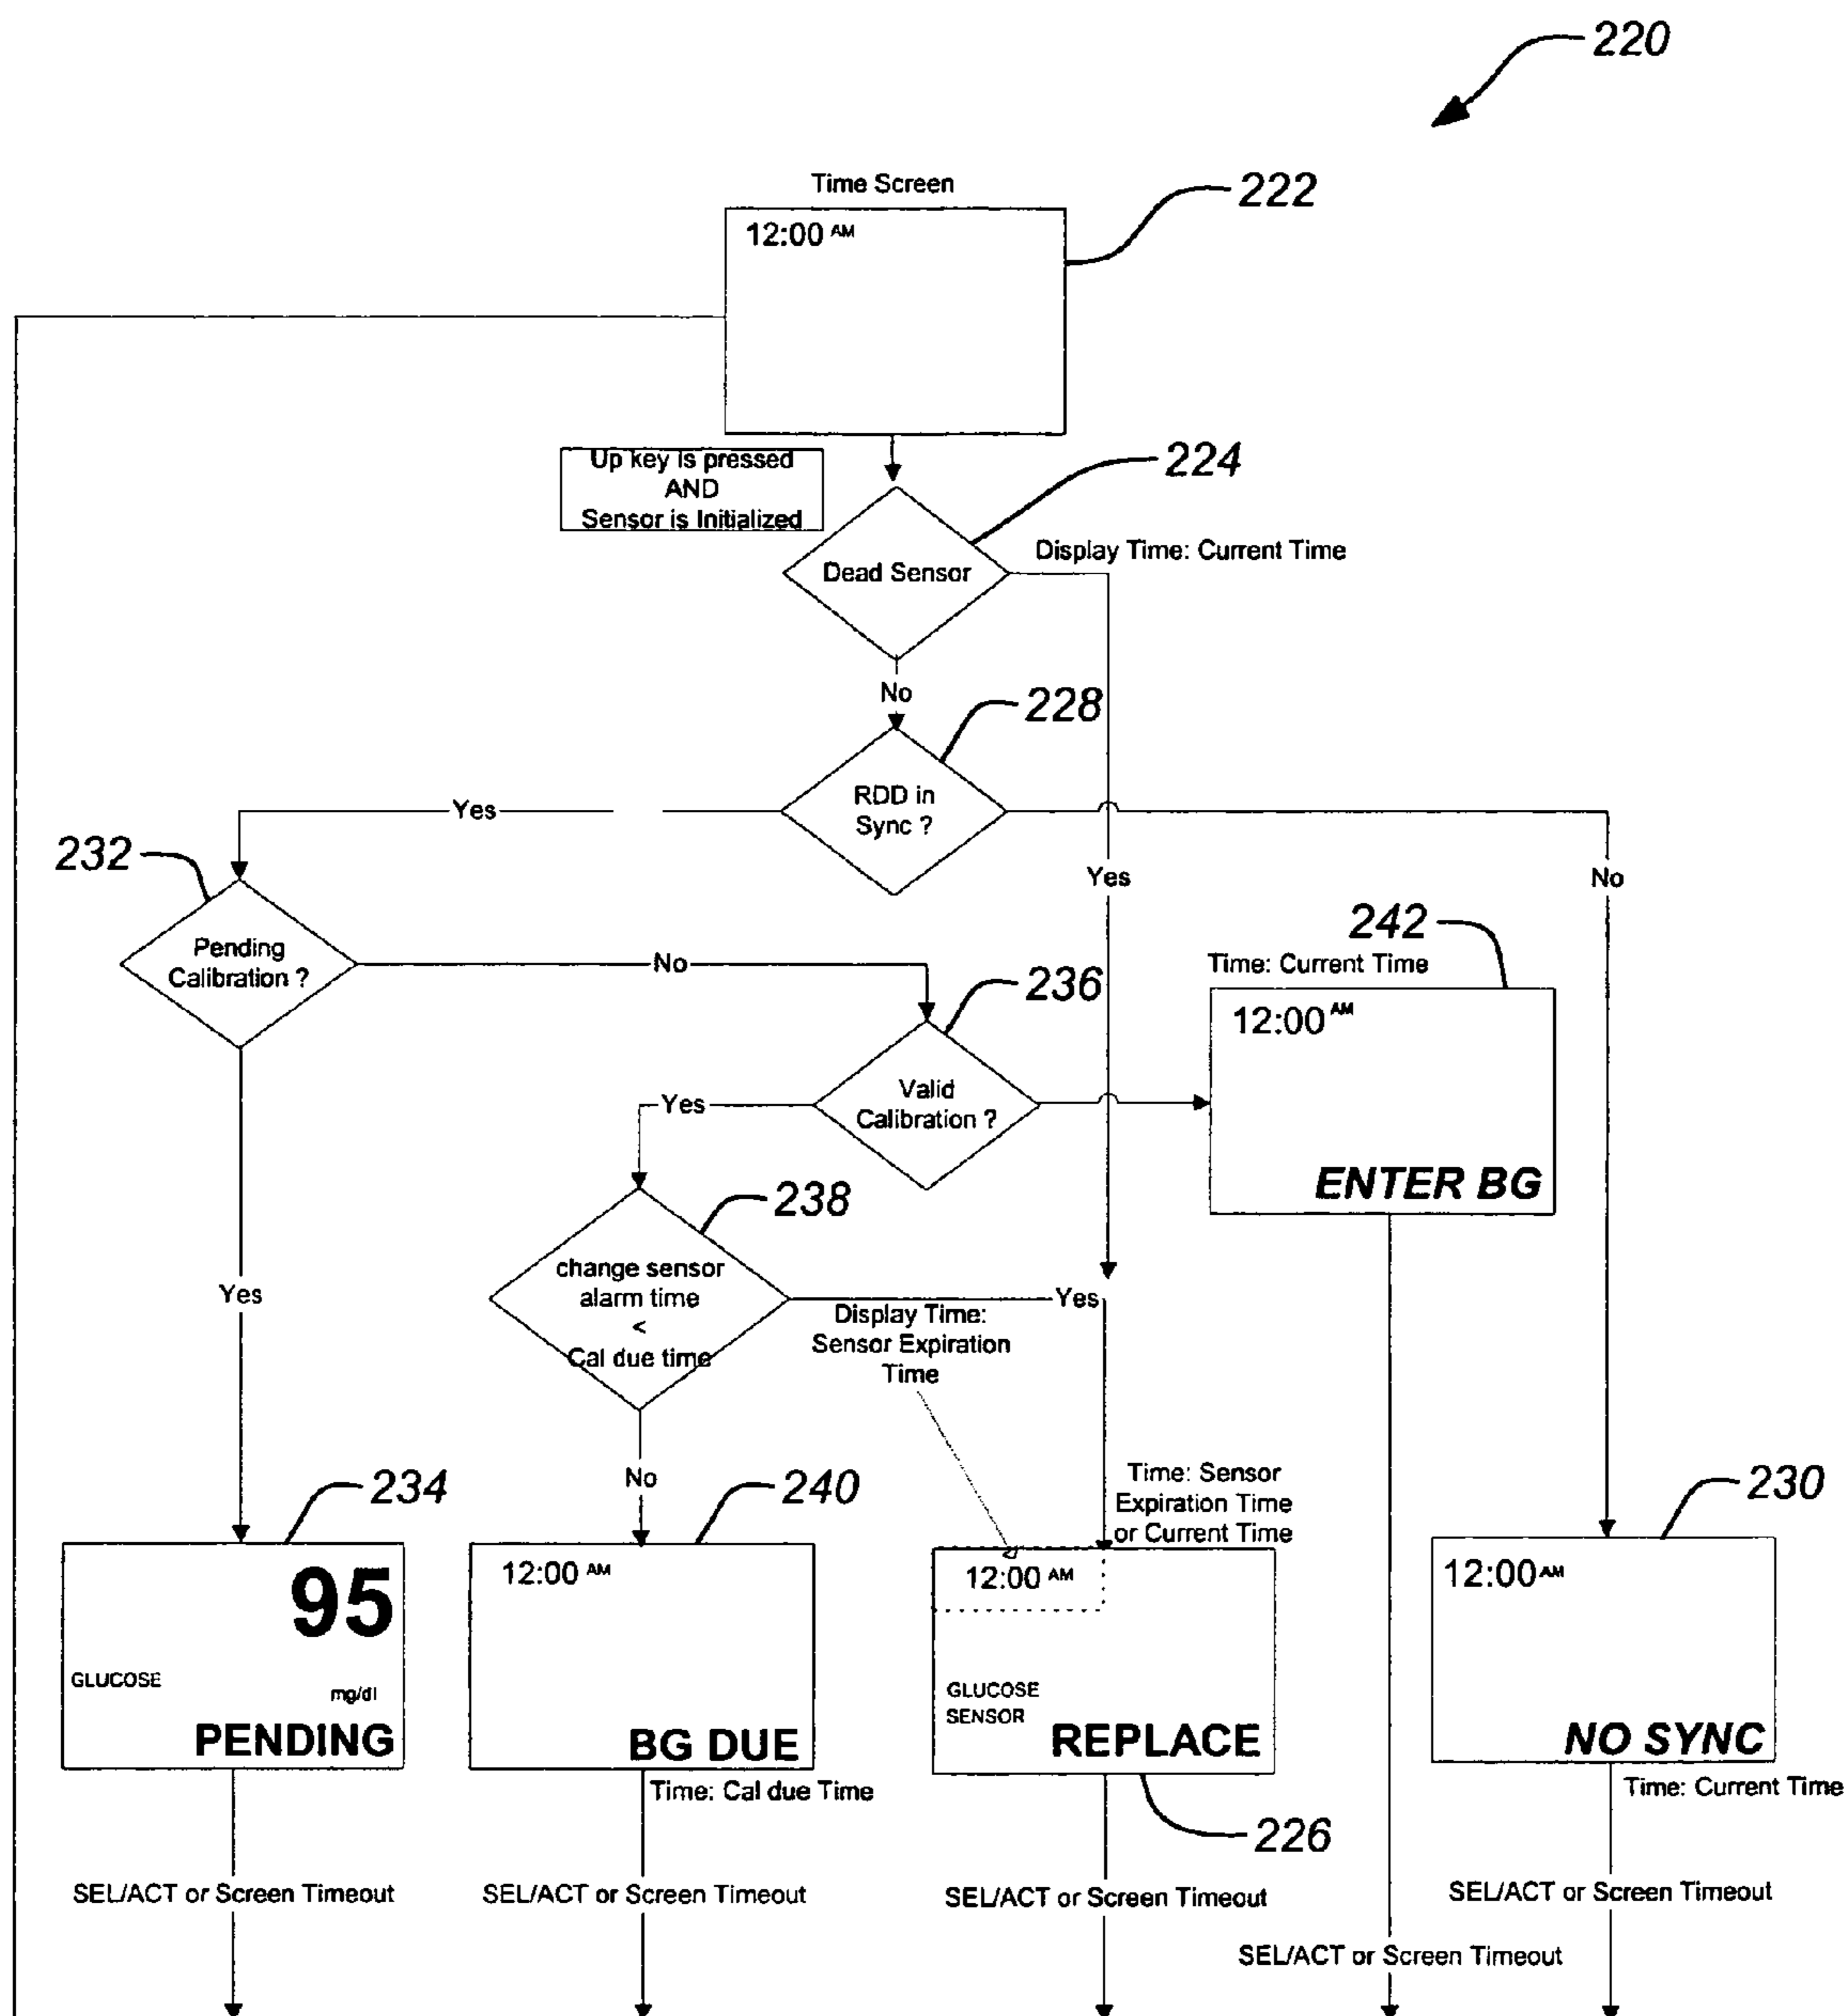 220
Time Screen
222
12:00 AM
Up key is pressed
AND
Sensor is Initialized
224
Dead Sensor
Display Time: Current Time
No
228
RDD in
Sync ?
Yes
Yes
No
232
Pending
Calibration ?
No
236
242
Time: Current Time
12:00 AM
ENTER BG
Valid
Calibration ?
Yes
238
change sensor
alarm time
<
Cal due time
Yes
Yes
Display Time:
Sensor Expiration
Time
No
Time: Sensor
Expiration Time
or Current Time
234
95
GLUCOSE
mg/dl
PENDING
240
12:00 AM
BG DUE
Time: Cal due Time
12:00 AM
GLUCOSE
SENSOR
REPLACE
226
230
12:00 AM
NO SYNC
Time: Current Time
SEL/ACT or Screen Timeout
SEL/ACT or Screen Timeout
SEL/ACT or Screen Timeout
SEL/ACT or Screen Timeout
SEL/ACT or Screen Timeout